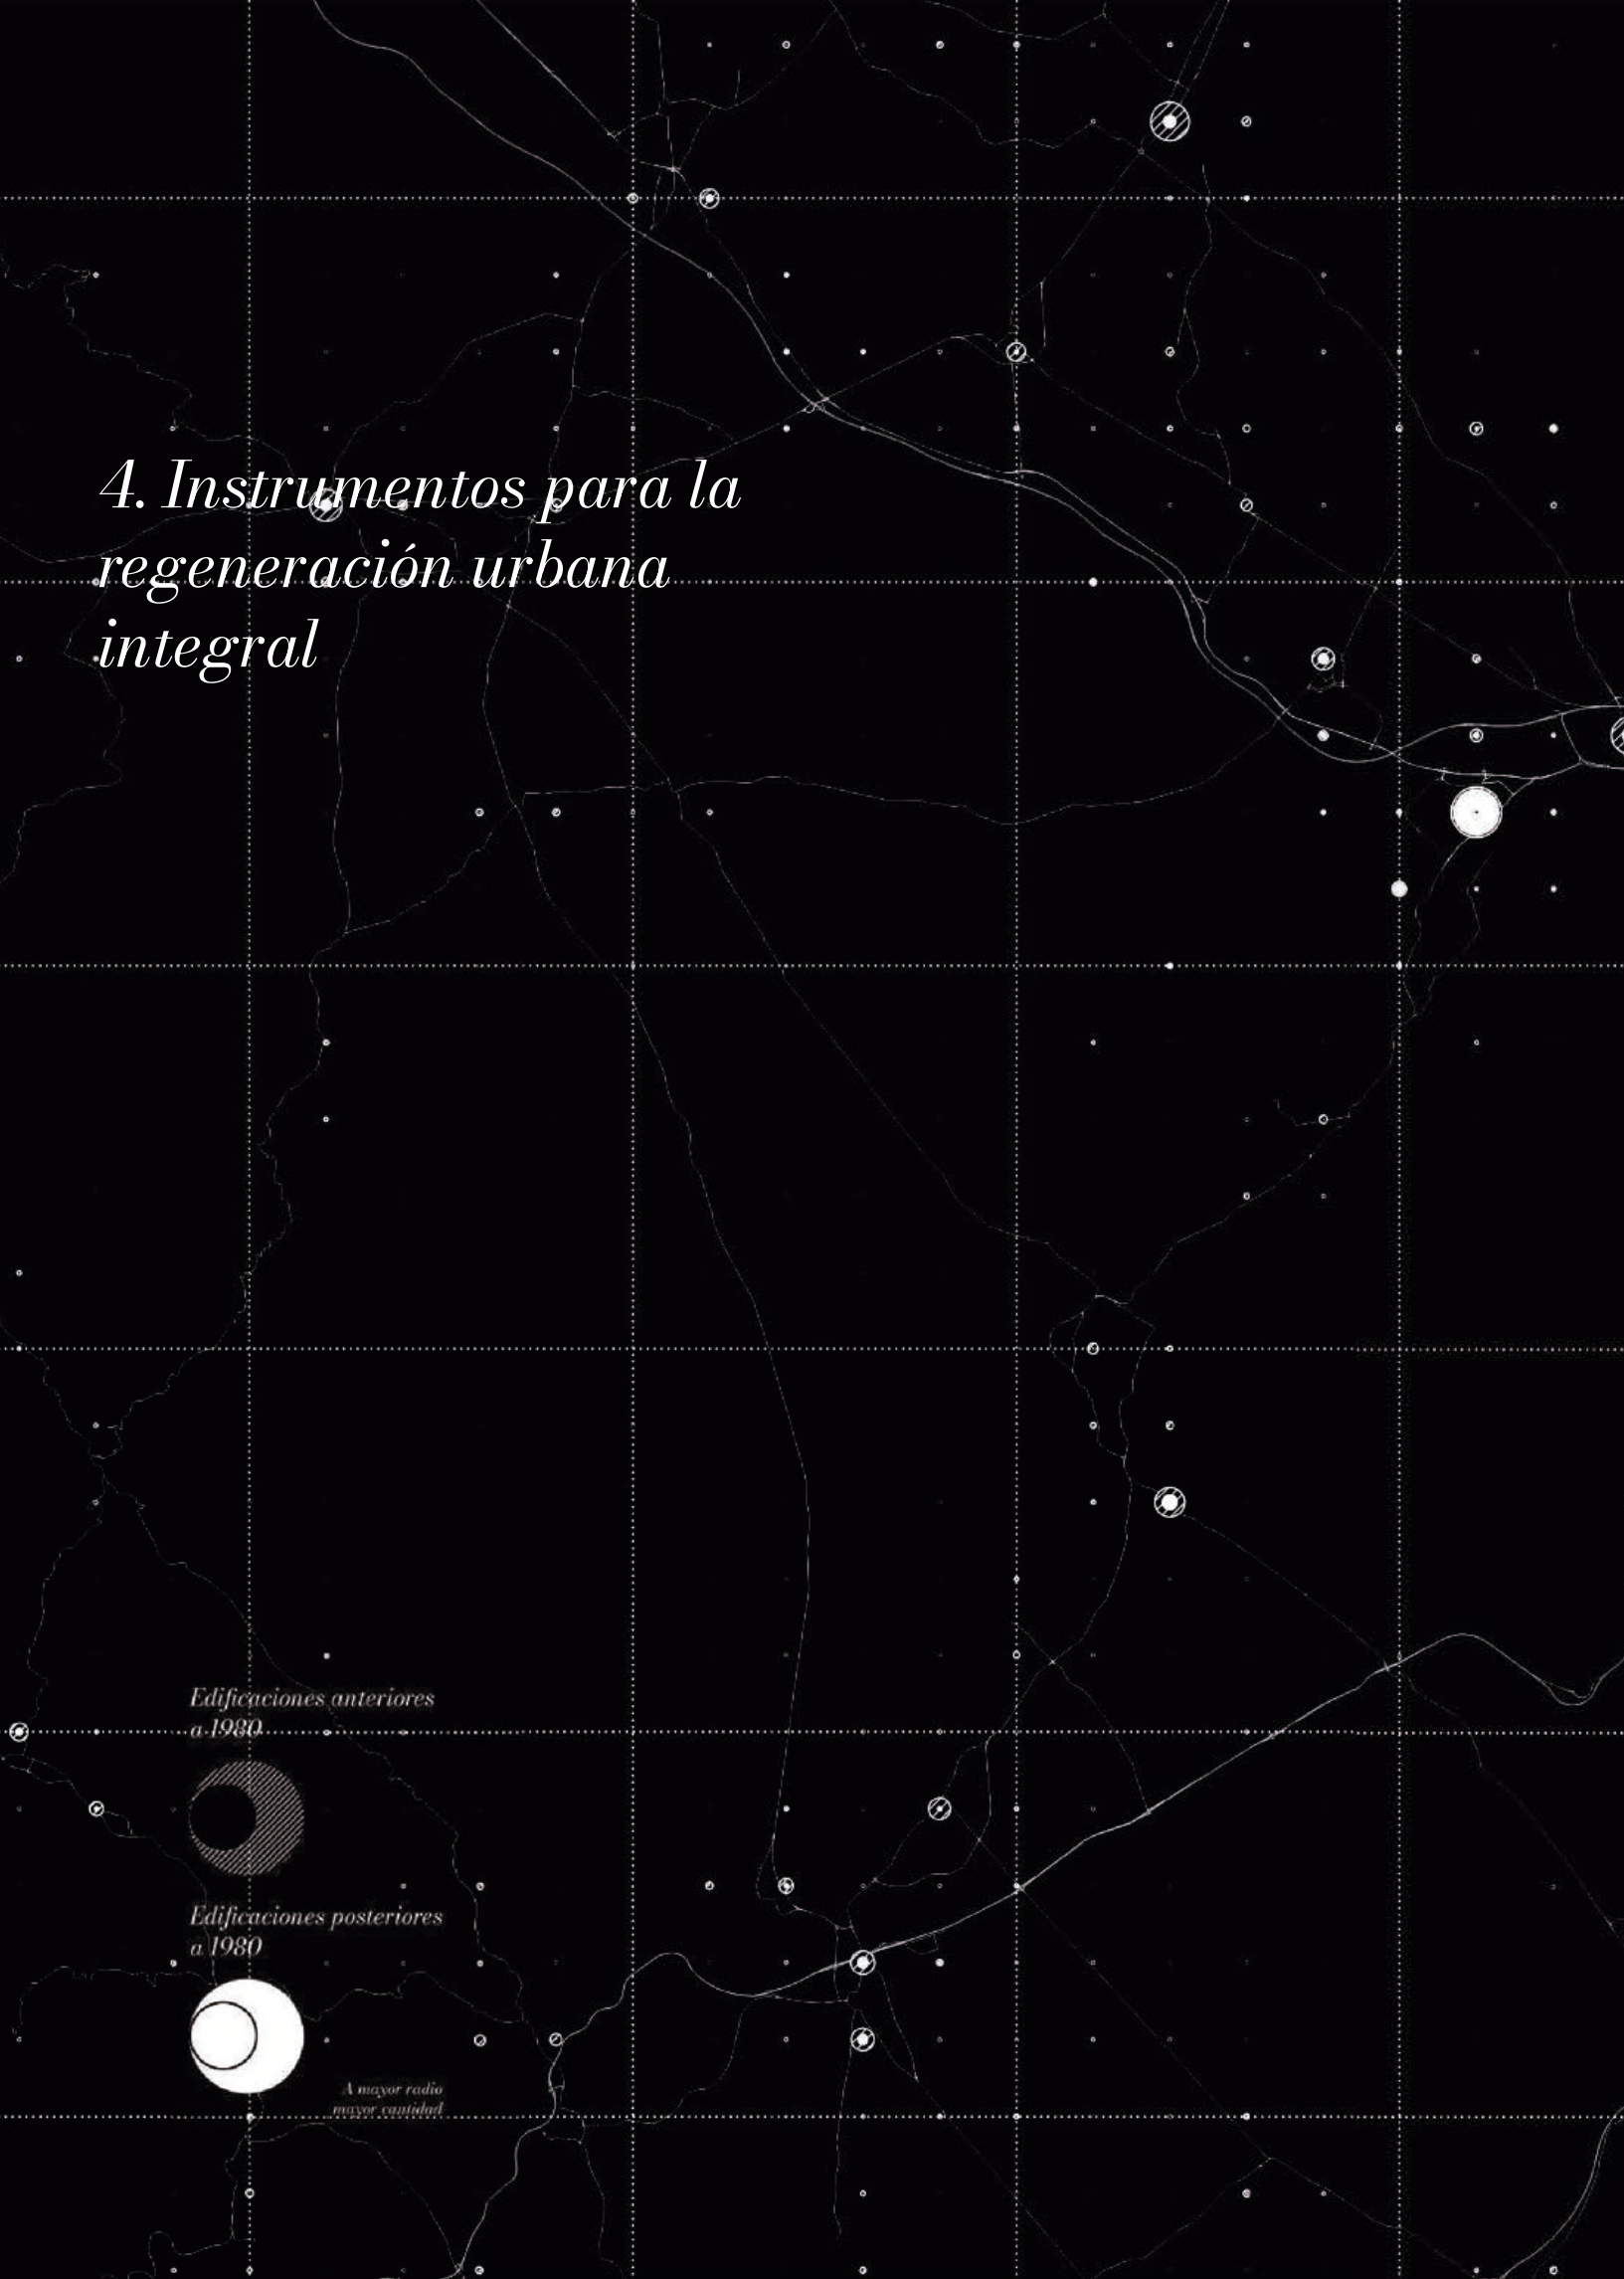 4. Instrumentos para la
regeneración urbana
integral
Edificaciones anteriores
a 1980
Edificaciones posteriores
a 1980
A mayor radio
mayor cantidad